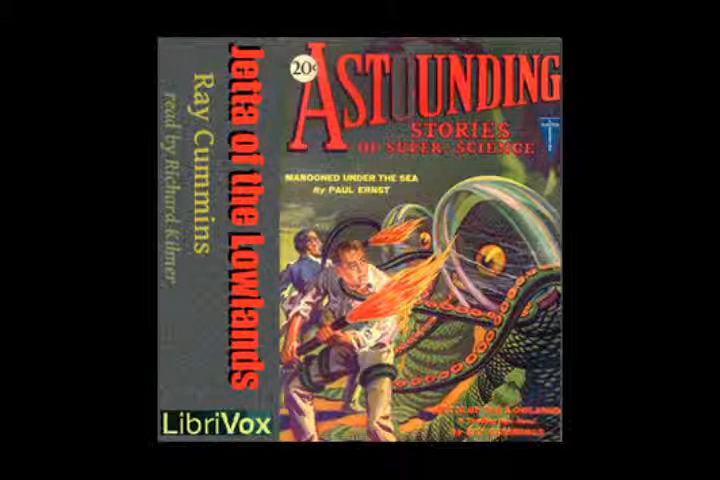 Jetta of the Lowlands
Ray Cummins
read by Richard Kilmer
LibriVox
20¢
ASTOUNDING
STORIES
OF SUPER-SCIENCE
MAROONED UNDER THE SEA
By PAUL ERNST